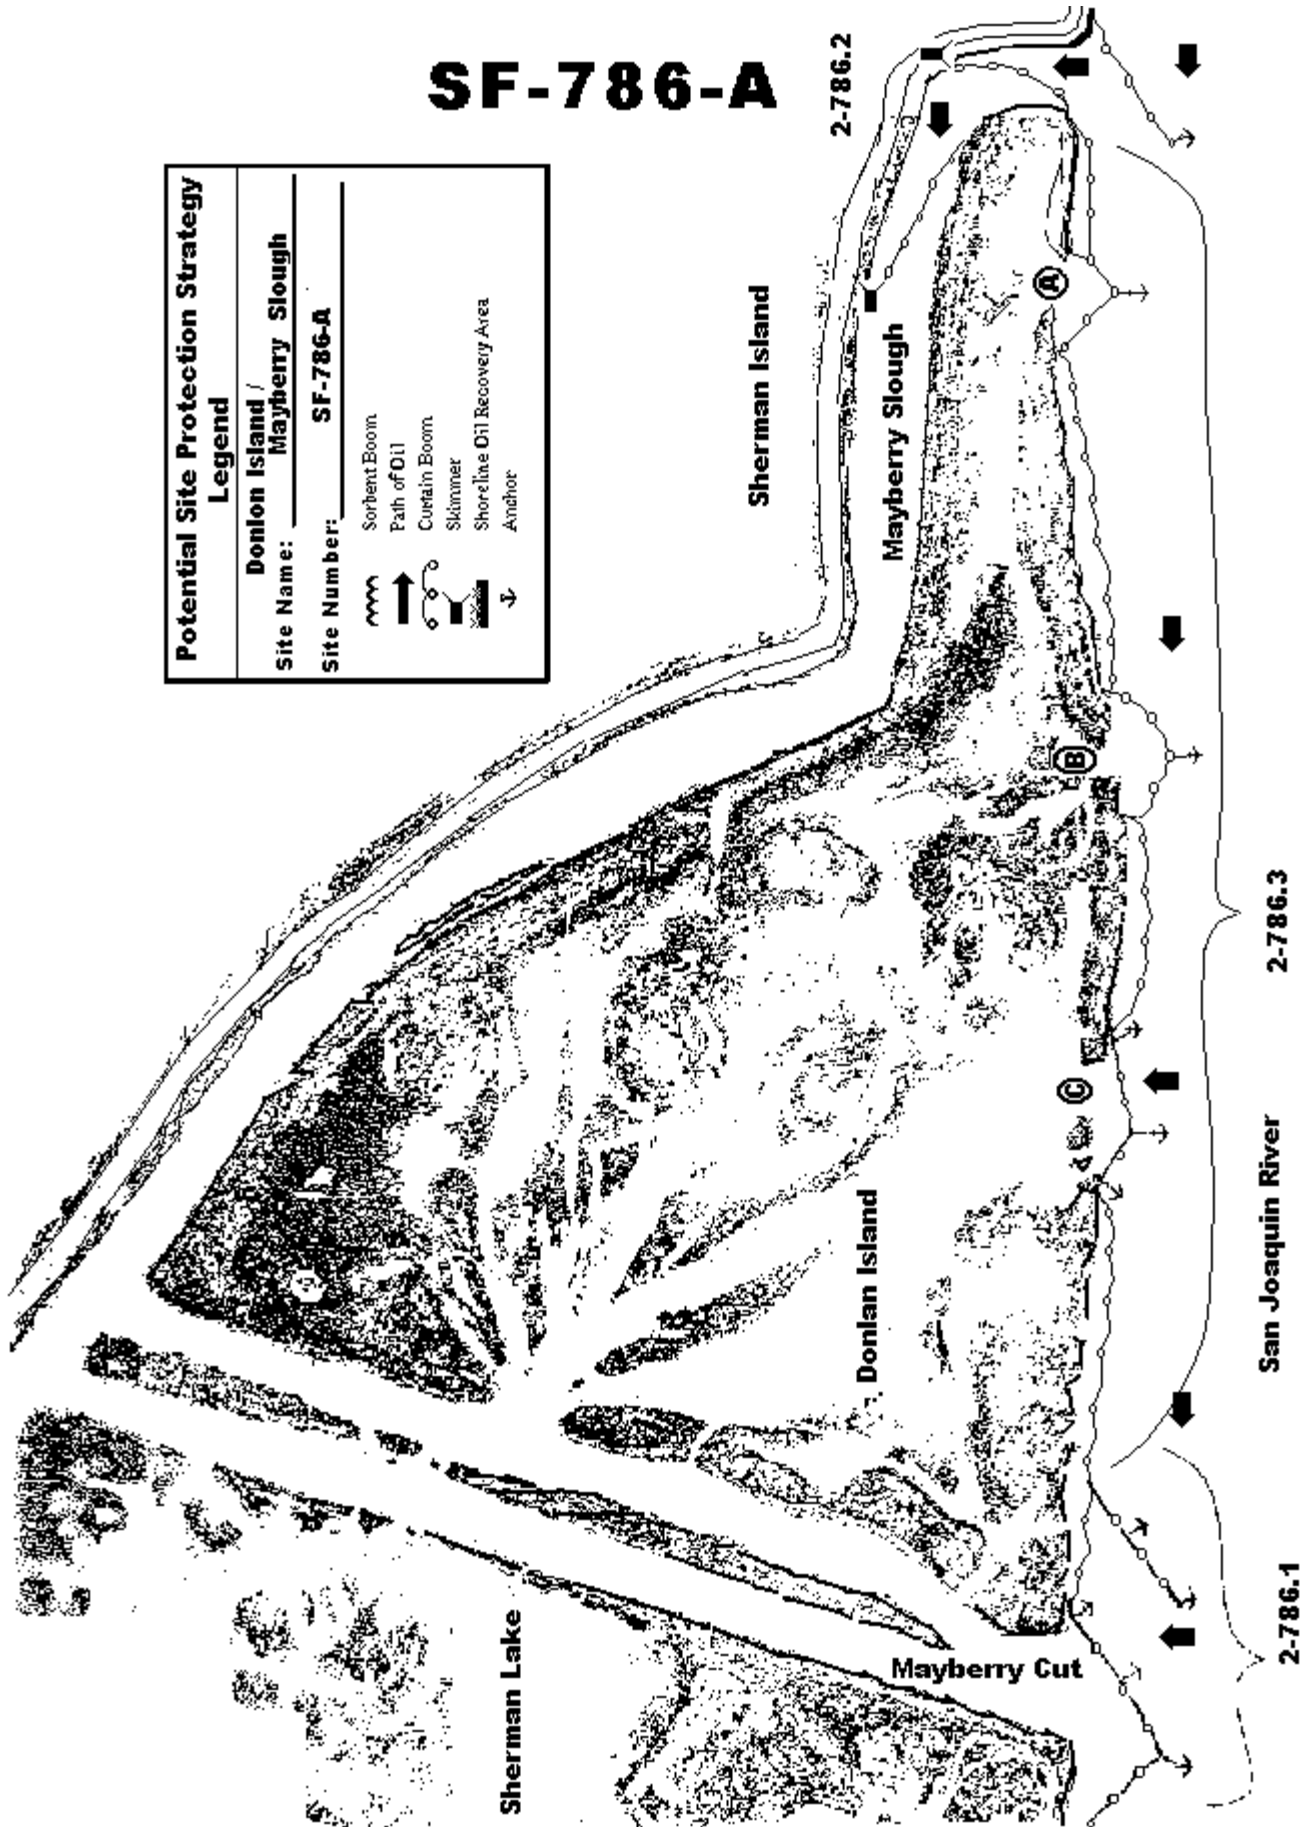 SF-786-A
Potential Site Protection Strategy
Legend
Donlon Island /
Site Name: Mayberry Slough
Site Number: SF-786-A
Sorbent Boom
Path of Oil
Curtain Boom
Skimmer
Shoreline Oil Recovery Area
Anchor
2-786.2
Sherman Island
Mayberry Slough
A
B
C
2-786.3
San Joaquin River
Donlan Island
Mayberry Cut
Sherman Lake
2-786.1